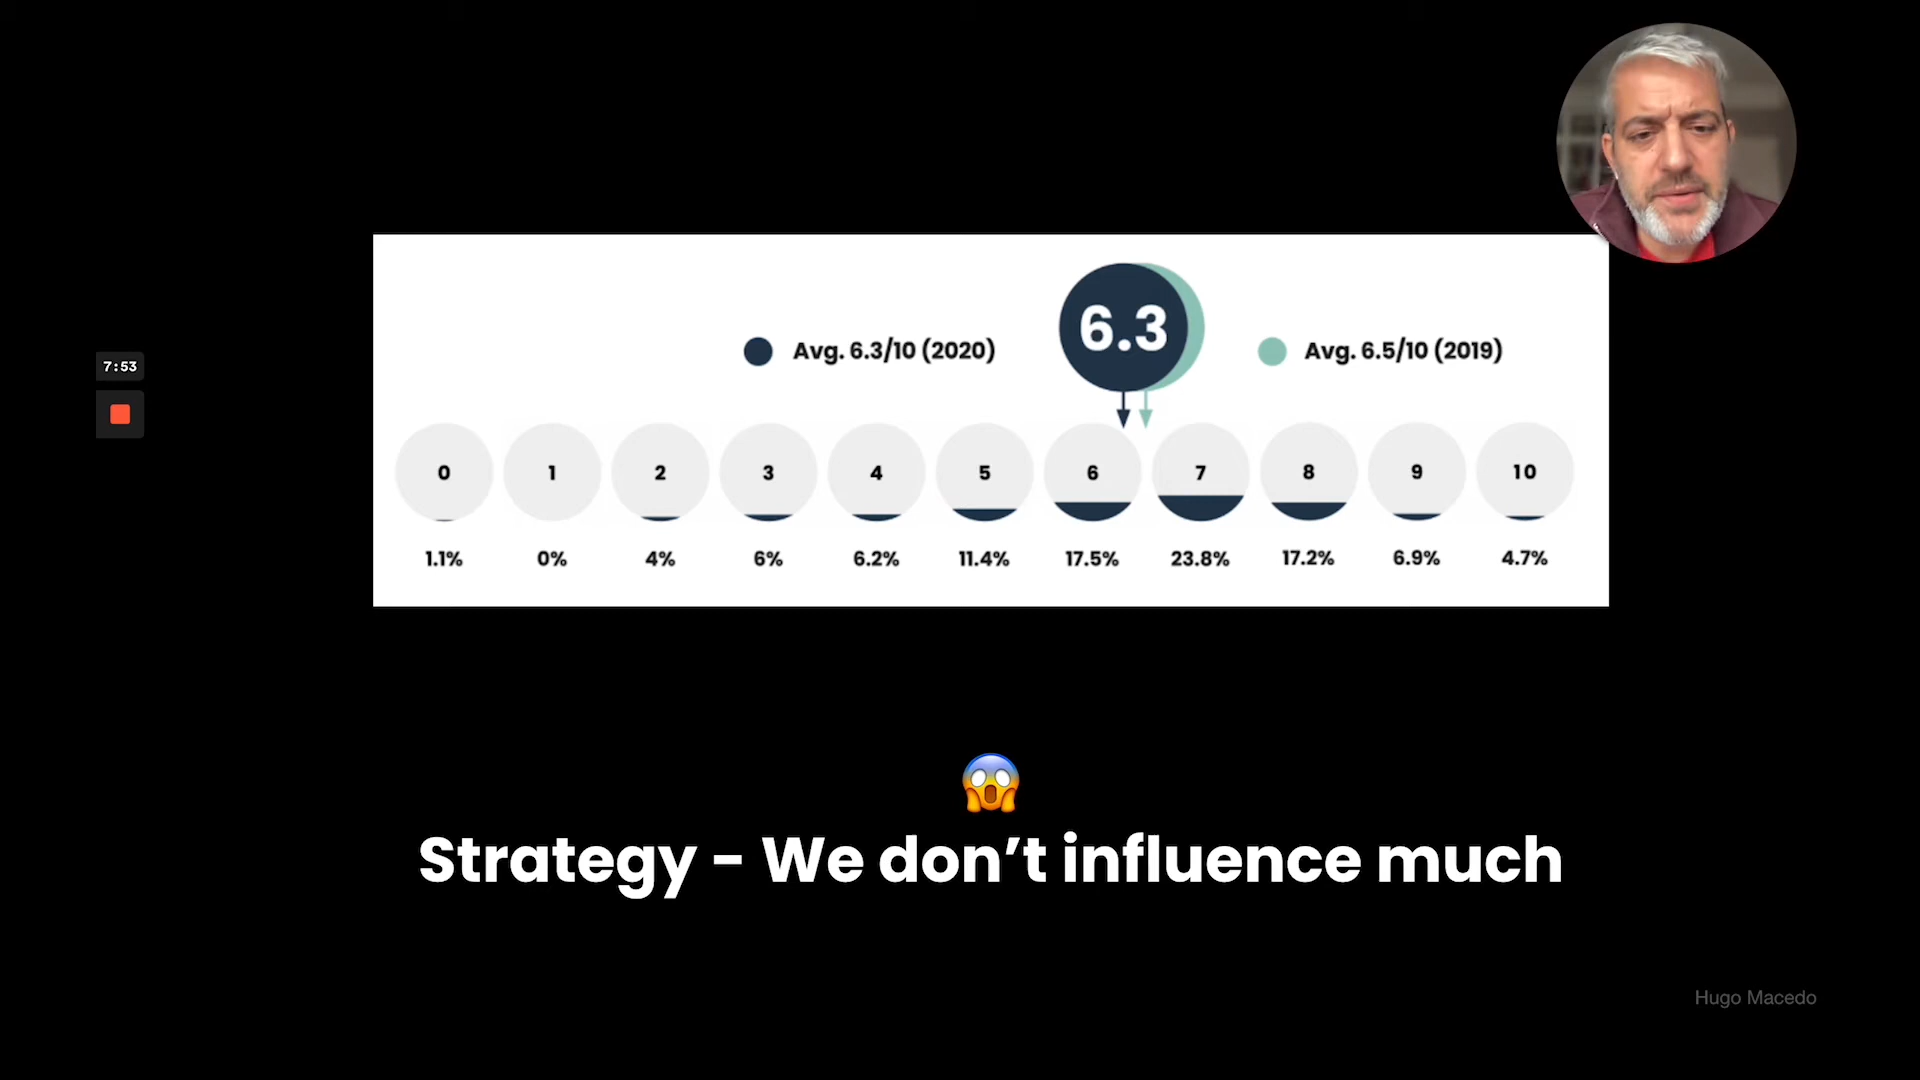 6.3
Avg. 6.3/10 (2020)
Avg. 6.5/10 (2019)
7:53
0 1 2 3 4 5 6 7 8 9 10
1.1% 0% 4% 6% 6.2% 11.4% 17.5% 23.8% 17.2% 6.9% 4.7%
Strategy - We don’t influence much
Hugo Macedo